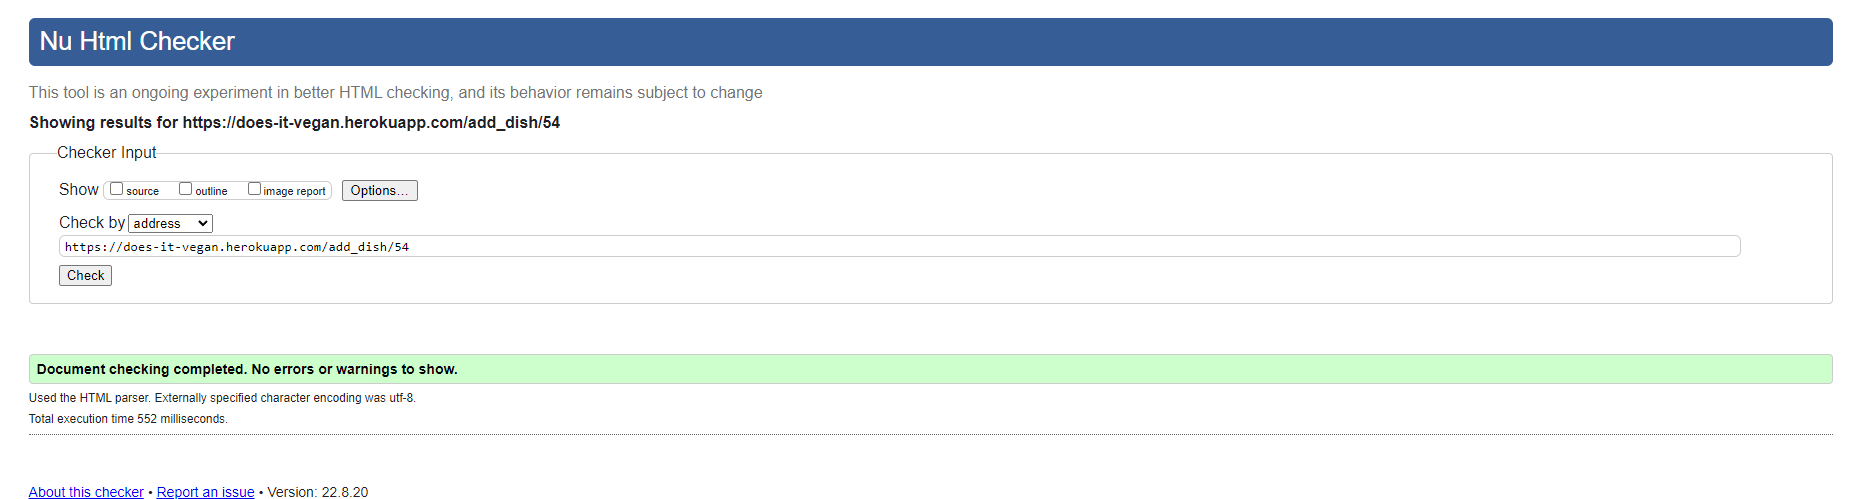 Nu Html Checker
This tool is an ongoing experiment in better HTML checking, and its behavior remains subject to change
Showing results for https://does-it-vegan.herokuapp.com/add_dish/54
Checker Input
Show source outline image report Options...
Check by address
https://does-it-vegan.herokuapp.com/add_dish/54
Check
Document checking completed. No errors or warnings to show.
Used the HTML parser. Externally specified character encoding was utf-8.
Total execution time 552 milliseconds.
About this checker • Report an issue • Version: 22.8.20